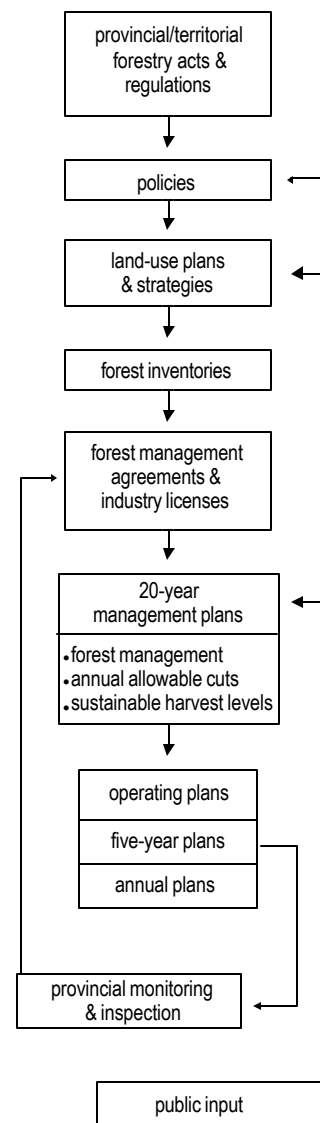 provincial/territorial
forestry acts &
regulations
policies
land-use plans
& strategies
forest inventories
forest management
agreements &
industry licenses
20-year
management plans
•forest management
•annual allowable cuts
•sustainable harvest levels
operating plans
five-year plans
annual plans
provincial monitoring
& inspection
public input